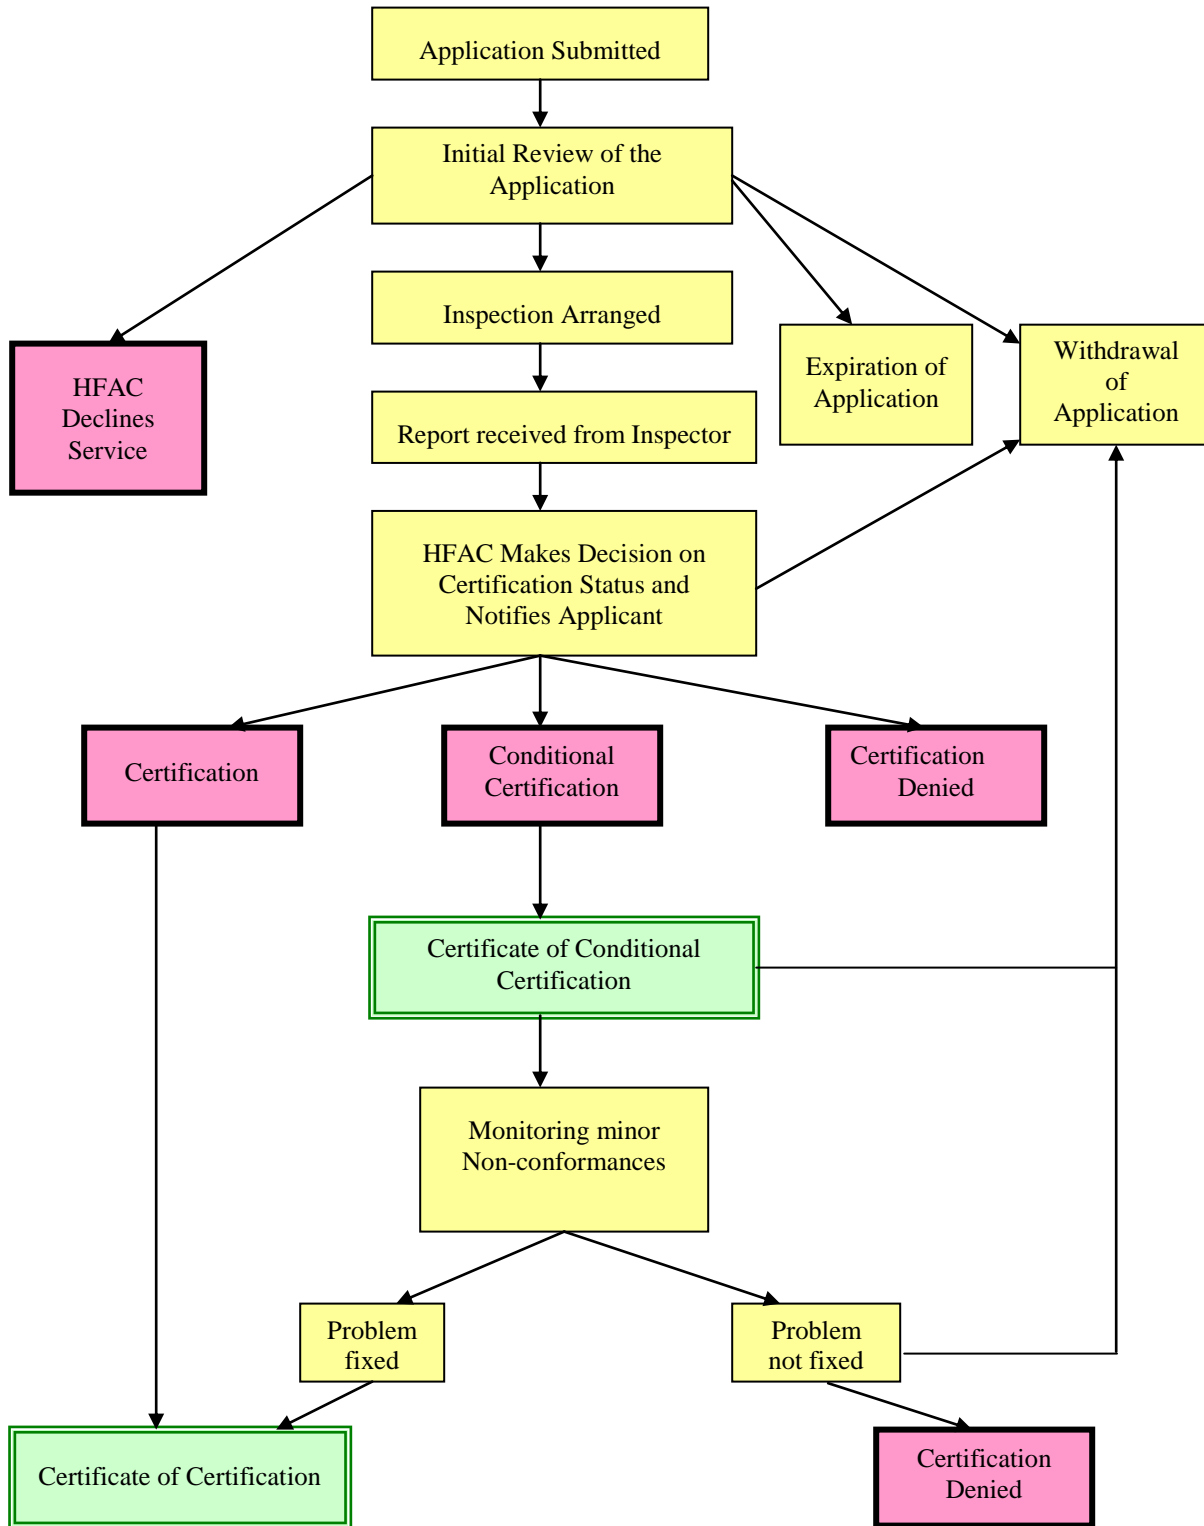 Application Submitted
Initial Review of the
Application
Inspection Arranged
HFAC
Declines
Service
Expiration of
Application
Withdrawal
of
Application
Report received from Inspector
HFAC Makes Decision on
Certification Status and
Notifies Applicant
Certification
Conditional
Certification
Certification
Denied
Certificate of Conditional
Certification
Monitoring minor
Non-conformances
Problem
fixed
Problem
not fixed
Certificate of Certification
Certification
Denied